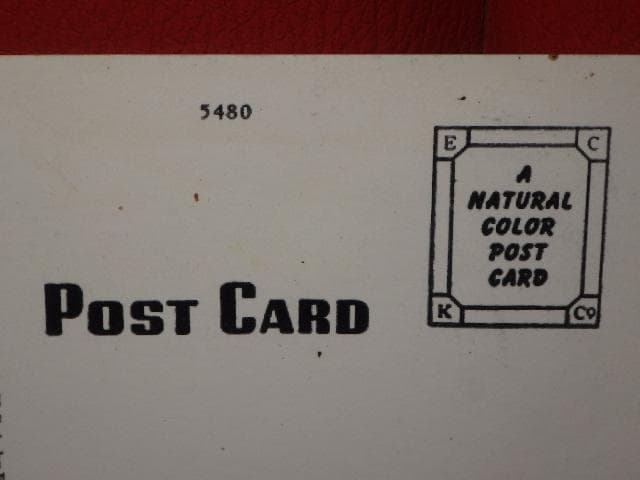 5480
E C
A
NATURAL
COLOR
POST
CARD
K Co
POST CARD